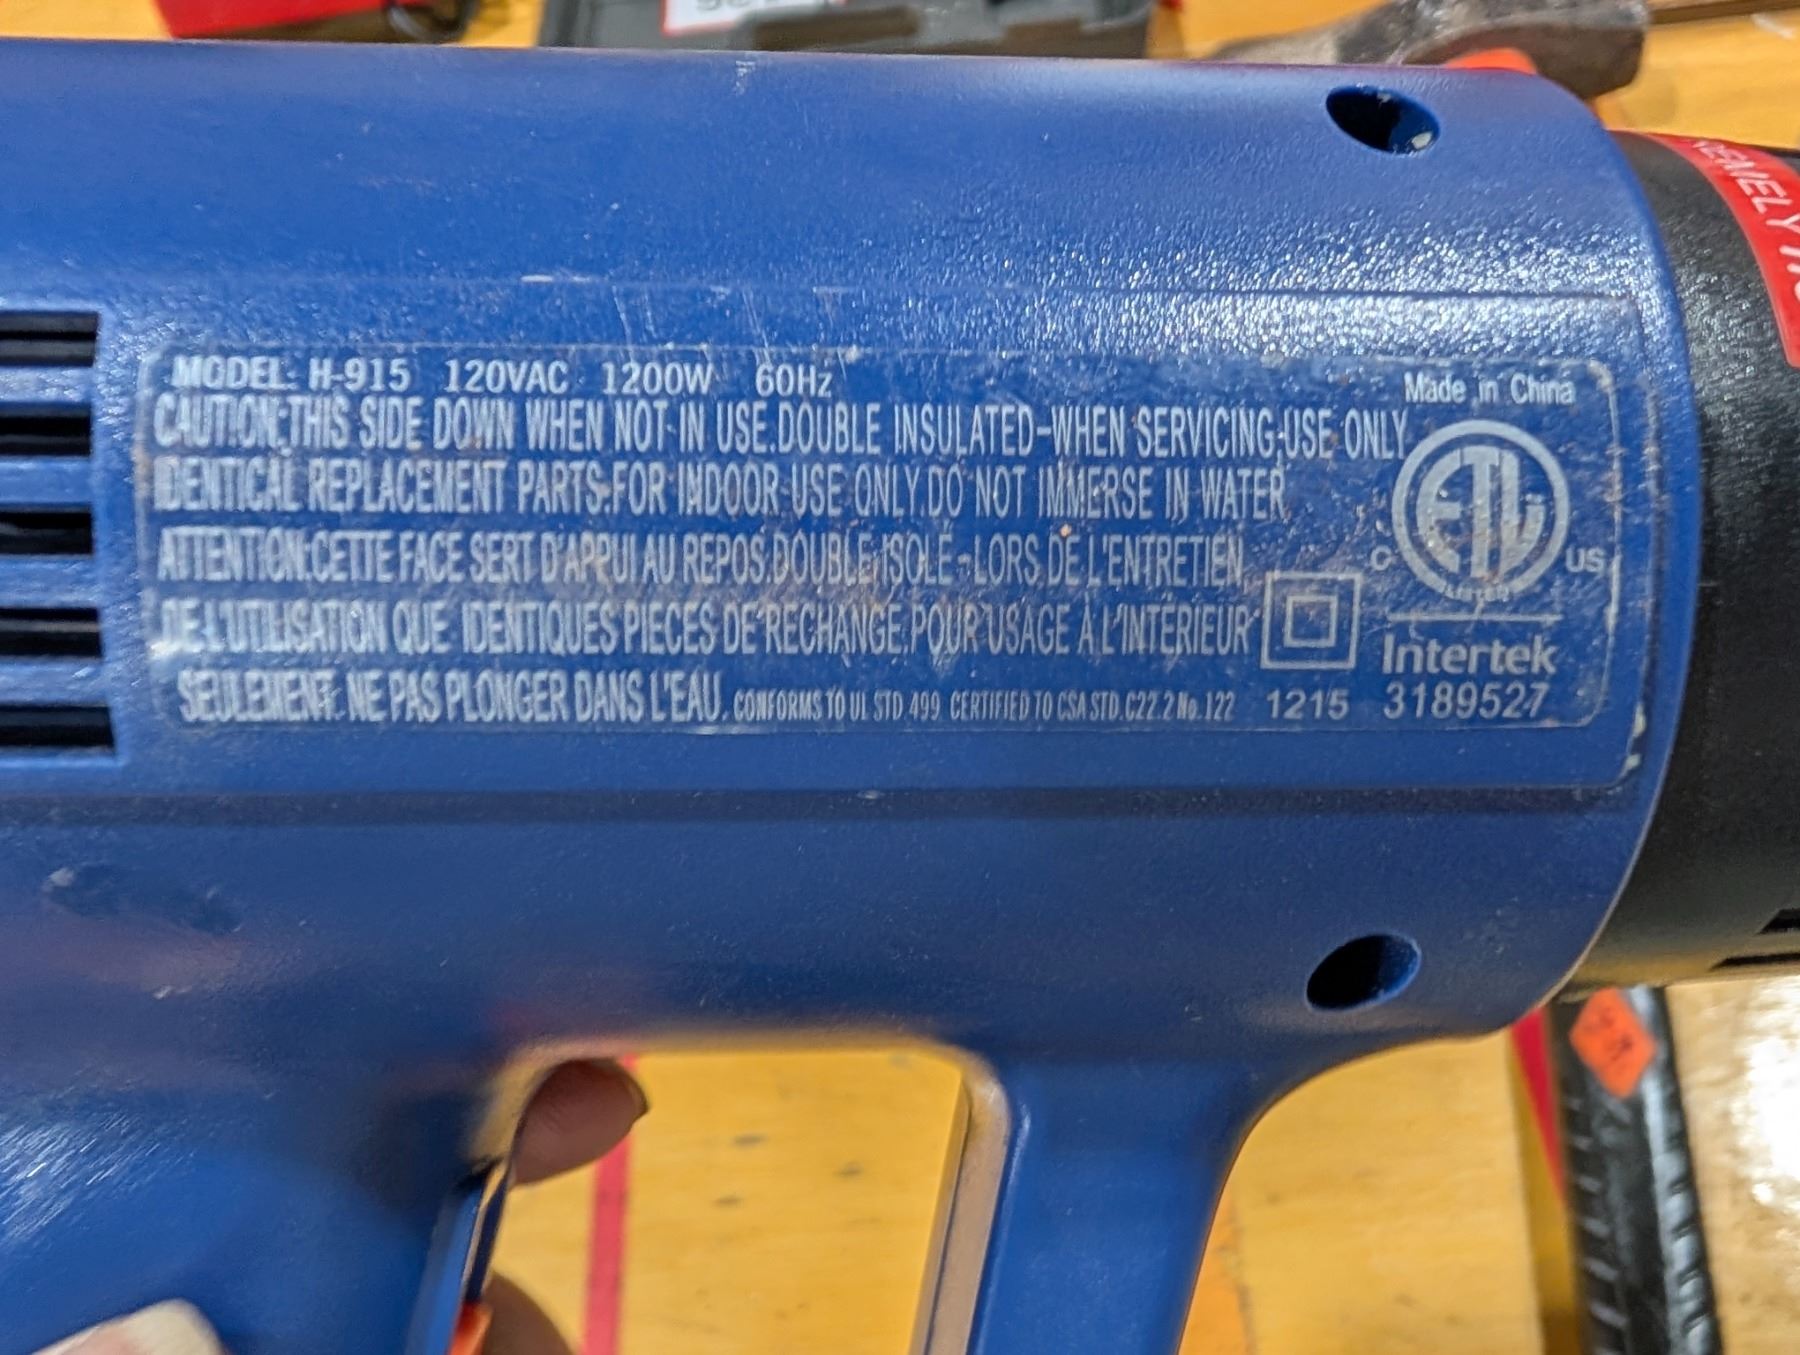 MODEL: H-915 120VAC 1200W 60Hz
Made in China
CAUTION:THIS SIDE DOWN WHEN NOT IN USE.DOUBLE INSULATED-WHEN SERVICING,USE ONLY
IDENTICAL REPLACEMENT PARTS.FOR INDOOR USE ONLY.DO NOT IMMERSE IN WATER.
ATTENTION:CETTE FACE SERT D'APPUI AU REPOS.DOUBLE ISOLÉ-LORS DE L'ENTRETIEN,
DE L'UTILISATION QUE IDENTIQUES PIECES DE RECHANGE.POUR USAGE À L'INTÉRIEUR
SEULEMENT. NE PAS PLONGER DANS L'EAU. CONFORMS TO UL STD 499 CERTIFIED TO CSA STD.C22.2 No.122 1215
ETL
C US
LISTED
Intertek
3189527